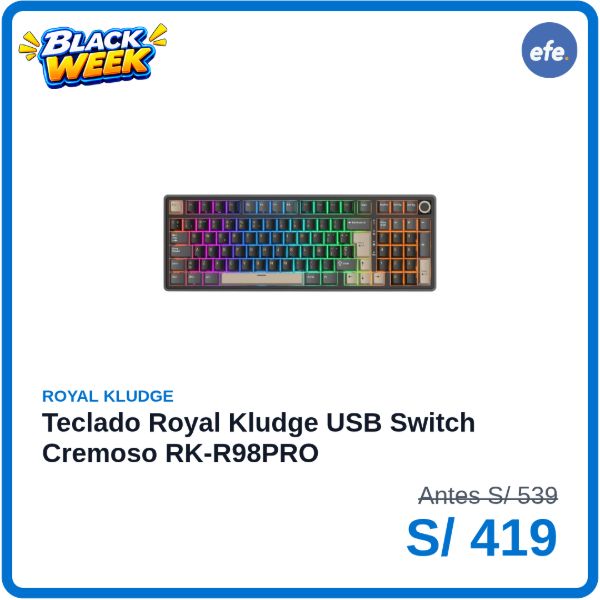 BLACK
WEEK
efe.
ROYAL KLUDGE
Teclado Royal Kludge USB Switch
Cremoso RK-R98PRO
Antes S/ 539
S/ 419